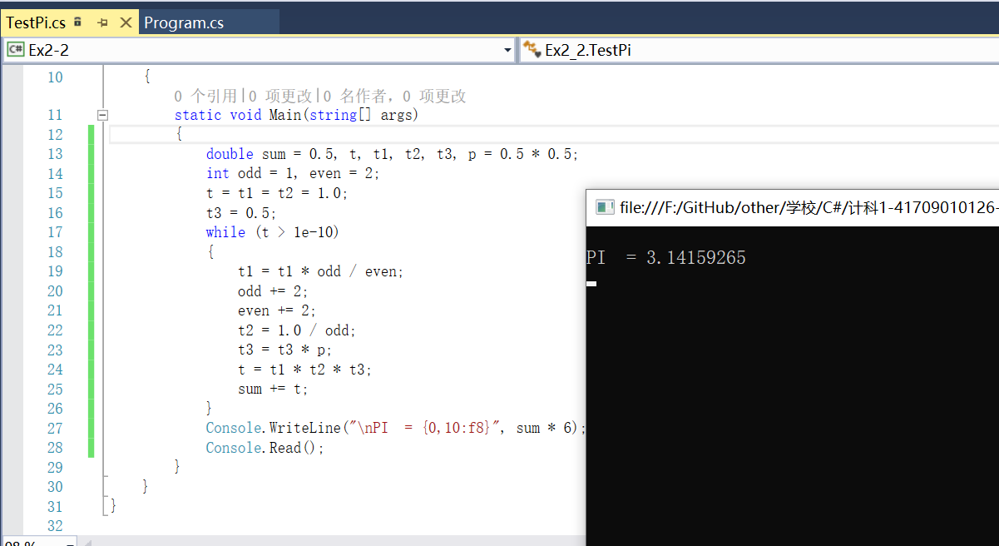 TestPi.cs Program.cs
C# Ex2-2 Ex2_2.TestPi
10 {
0 个引用|0 项更改|0 名作者，0 项更改
11 static void Main(string[] args)
12 {
13 double sum = 0.5, t, t1, t2, t3, p = 0.5 * 0.5;
14 int odd = 1, even = 2;
15 t = t1 = t2 = 1.0;
16 t3 = 0.5;
17 while (t > 1e-10)
18 {
19 t1 = t1 * odd / even;
20 odd += 2;
21 even += 2;
22 t2 = 1.0 / odd;
23 t3 = t3 * p;
24 t = t1 * t2 * t3;
25 sum += t;
26 }
27 Console.WriteLine("\nPI  = {0,10:f8}", sum * 6);
28 Console.Read();
29 }
30 }
31 }
32
98 %
file:///F:/GitHub/other/学校/C#/计科1-41709010126-
PI  = 3.14159265